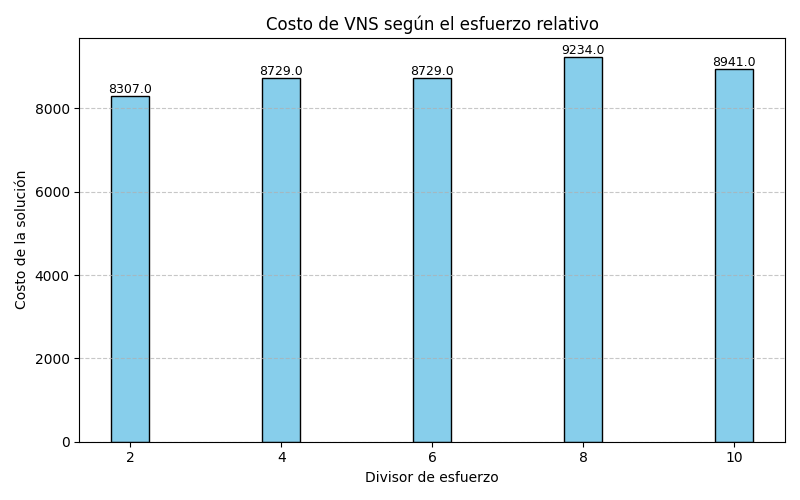 Costo de VNS según el esfuerzo relativo
8307.0
8729.0
8729.0
9234.0
8941.0
8000
6000
4000
2000
0
Costo de la solución
2 4 6 8 10
Divisor de esfuerzo